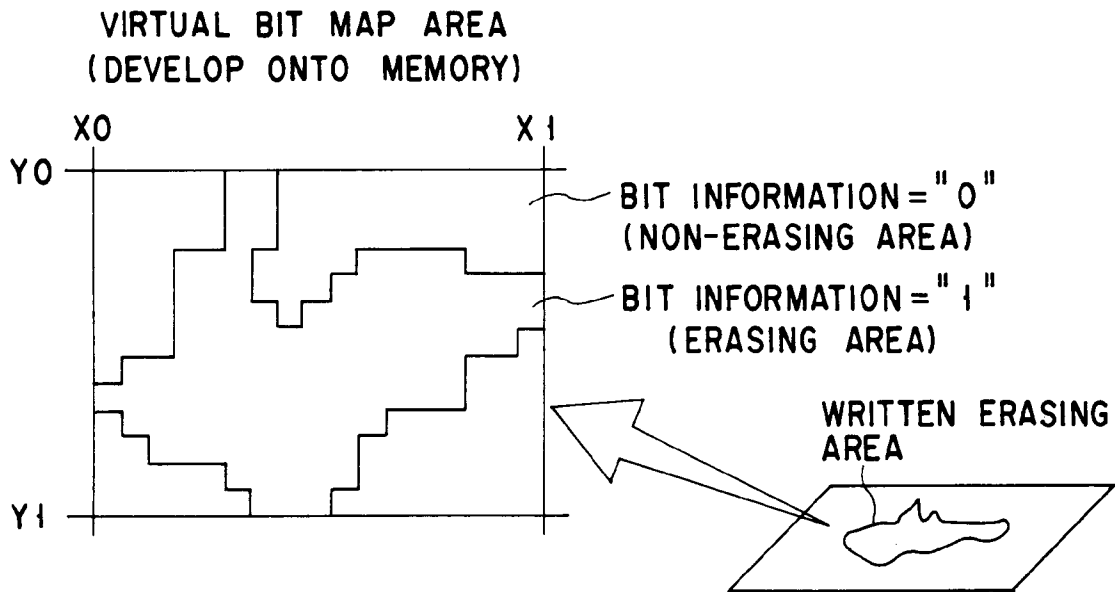 VIRTUAL BIT MAP AREA
(DEVELOP ONTO MEMORY)
X0
X1
Y0
BIT INFORMATION="0"
(NON-ERASING AREA)
BIT INFORMATION="1"
(ERASING AREA)
WRITTEN ERASING
AREA
Y1